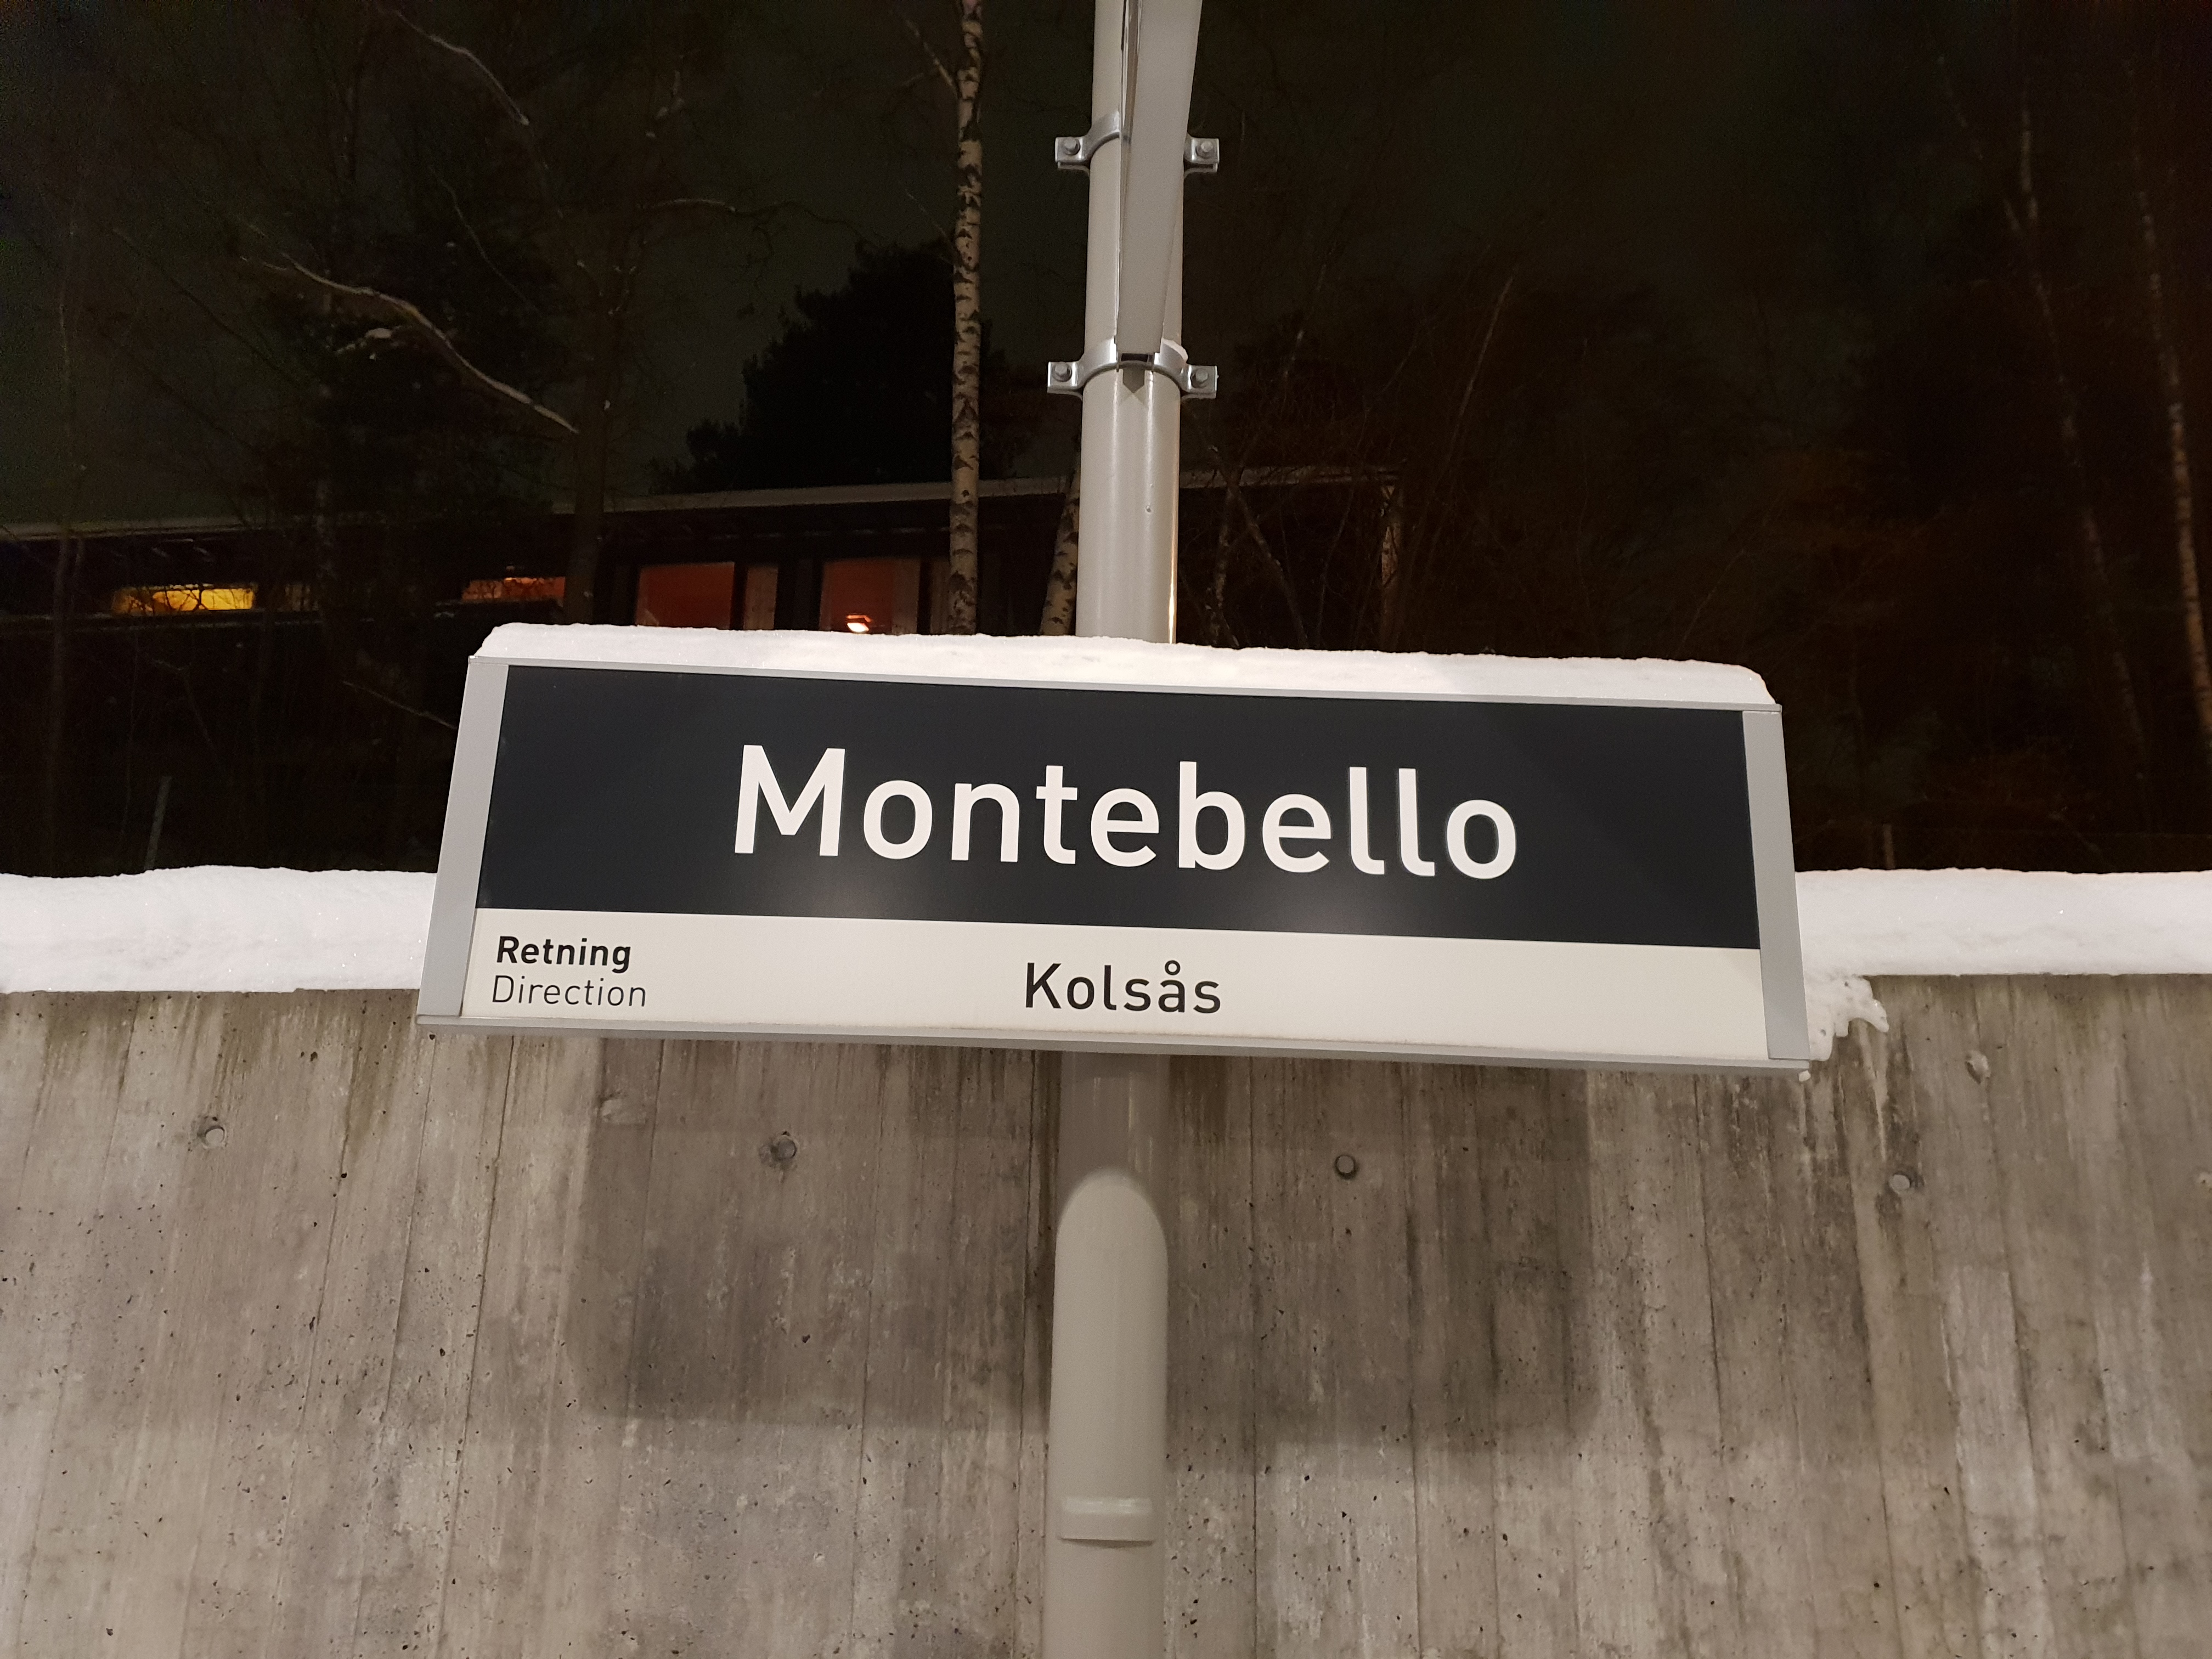 Montebello
Retning
Direction
Kolsås